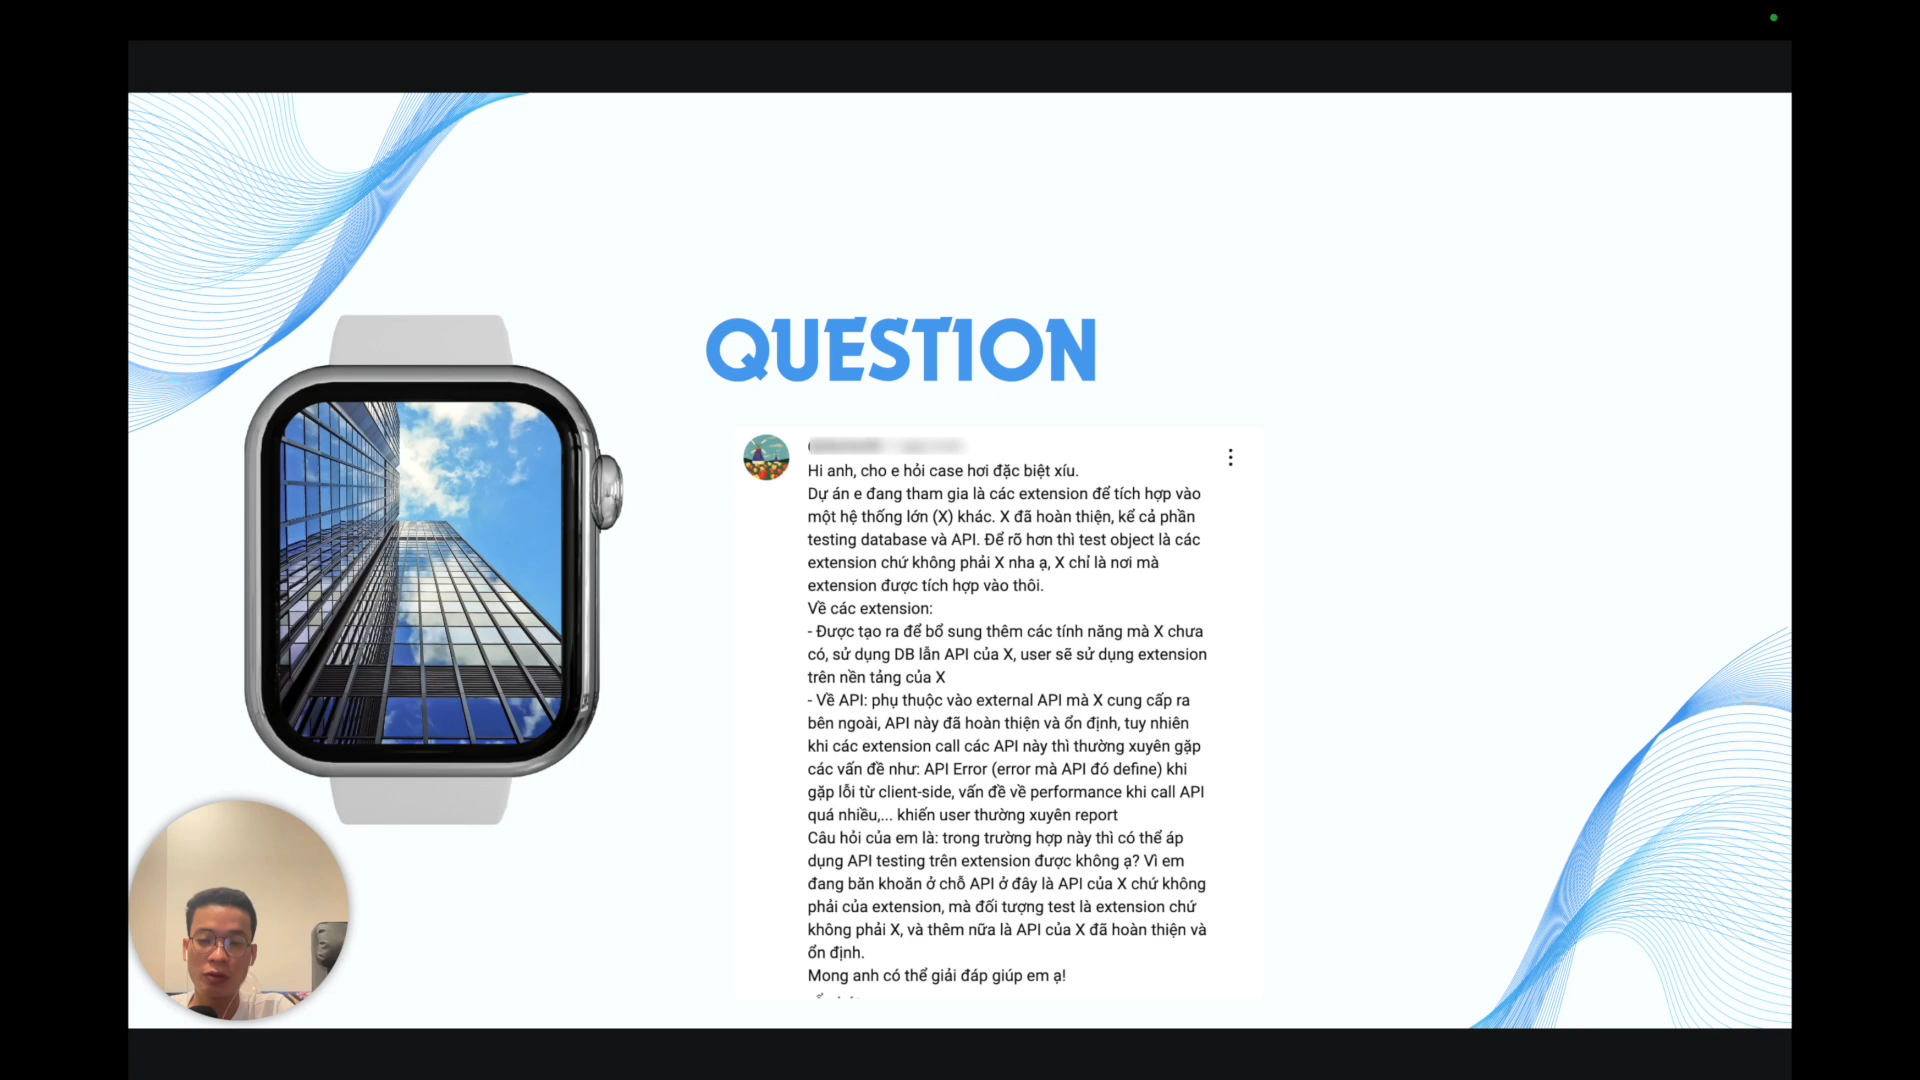 QUESTION
Hi anh, cho e hỏi case hơi đặc biệt xíu.
Dự án e đang tham gia là các extension để tích hợp vào
một hệ thống lớn (X) khác. X đã hoàn thiện, kể cả phần
testing database và API. Để rõ hơn thì test object là các
extension chứ không phải X nha ạ, X chỉ là nơi mà
extension được tích hợp vào thôi.
Về các extension:
- Được tạo ra để bổ sung thêm các tính năng mà X chưa
có, sử dụng DB lẫn API của X, user sẽ sử dụng extension
trên nền tảng của X
- Về API: phụ thuộc vào external API mà X cung cấp ra
bên ngoài, API này đã hoàn thiện và ổn định, tuy nhiên
khi các extension call các API này thì thường xuyên gặp
các vấn đề như: API Error (error mà API đó define) khi
gặp lỗi từ client-side, vấn đề về performance khi call API
quá nhiều,... khiến user thường xuyên report
Câu hỏi của em là: trong trường hợp này thì có thể áp
dụng API testing trên extension được không ạ? Vì em
đang băn khoăn ở chỗ API ở đây là API của X chứ không
phải của extension, mà đối tượng test là extension chứ
không phải X, và thêm nữa là API của X đã hoàn thiện và
ổn định.
Mong anh có thể giải đáp giúp em ạ!